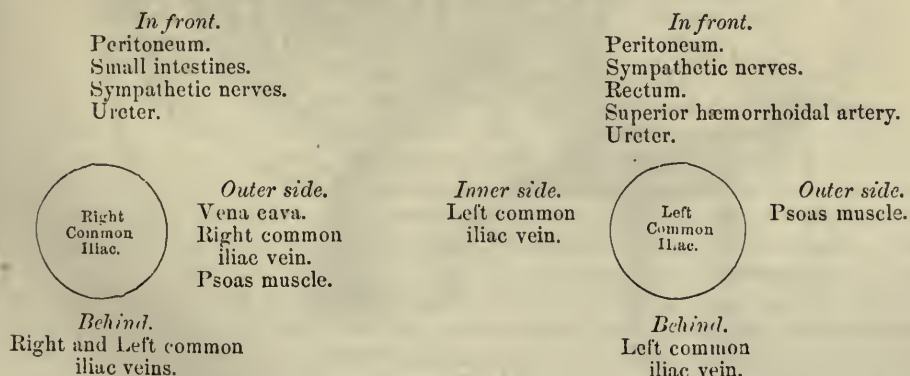 In front.
Peritoneum.
Small intestines.
Sympathetic nerves.
Ureter.
Right
Common
Iliac.
Outer side.
Vena cava.
Right common
iliac vein.
Psoas muscle.
Behind.
Right and Left common
iliac veins.
In front.
Peritoneum.
Sympathetic nerves.
Rectum.
Superior hæmorrhoidal artery.
Ureter.
Inner side.
Left common
iliac vein.
Left
Common
Iliac.
Outer side.
Psoas muscle.
Behind.
Left common
iliac vein.